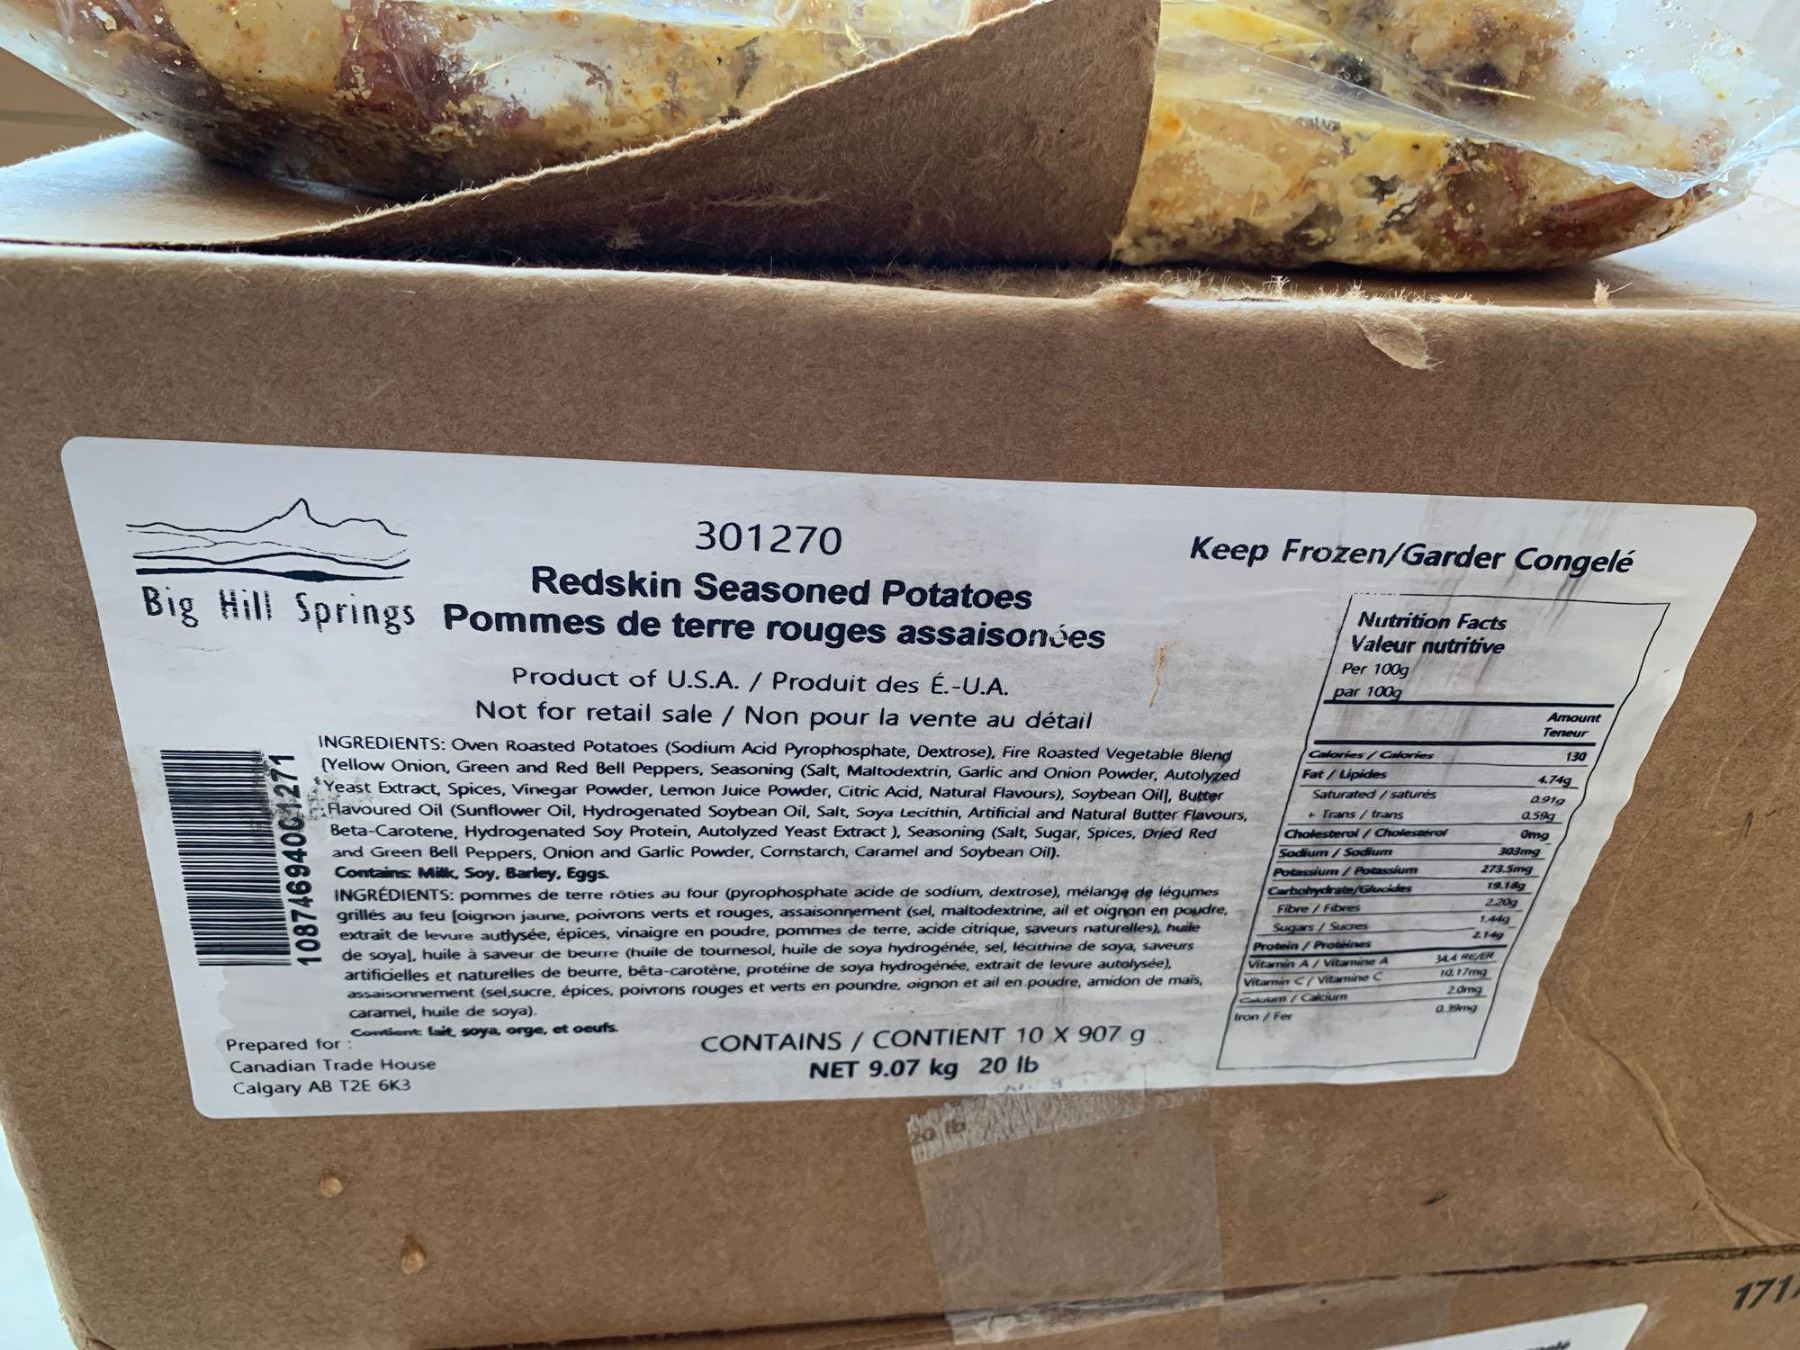 301270
Keep Frozen/Garder Congelé
Big Hill Springs
Redskin Seasoned Potatoes
Pommes de terre rouges assaisonées
Product of U.S.A. / Produit des É.-U.A.
Not for retail sale / Non pour la vente au détail
INGREDIENTS: Oven Roasted Potatoes (Sodium Acid Pyrophosphate, Dextrose), Fire Roasted Vegetable Blend
[Yellow Onion, Green and Red Bell Peppers, Seasoning (Salt, Maltodextrin, Garlic and Onion Powder, Autolyzed
Yeast Extract, Spices, Vinegar Powder, Lemon Juice Powder, Citric Acid, Natural Flavours), Soybean Oil], Butter
Flavoured Oil (Sunflower Oil, Hydrogenated Soybean Oil, Salt, Soya Lecithin, Artificial and Natural Butter Flavours,
Beta-Carotene, Hydrogenated Soy Protein, Autolyzed Yeast Extract ), Seasoning (Salt, Sugar, Spices, Dried Red
and Green Bell Peppers, Onion and Garlic Powder, Cornstarch, Caramel and Soybean Oil).
Contains: Milk, Soy, Barley, Eggs.
INGRÉDIENTS: pommes de terre rôties au four (pyrophosphate acide de sodium, dextrose), mélange de légumes
grillés au feu [oignon jaune, poivrons verts et rouges, assaisonnement (sel, maltodextrine, ail et oignon en poudre,
extrait de levure autlysée, épices, vinaigre en poudre, pommes de terre, acide citrique, saveurs naturelles), huile
de soya], huile à saveur de beurre (huile de tournesol, huile de soya hydrogénée, sel, lécithine de soya, saveurs
artificielles et naturelles de beurre, bêta-carotène, protéine de soya hydrogénée, extrait de levure autolysée),
assaisonnement (sel,sucre, épices, poivrons rouges et verts en poundre, oignon et ail en poudre, amidon de maïs,
caramel, huile de soya).
Contient: lait, soya, orge, et oeufs.
10874694001271
Prepared for :
Canadian Trade House
Calgary AB T2E 6K3
CONTAINS / CONTIENT 10 X 907 g
NET 9.07 kg 20 lb
Nutrition Facts
Valeur nutritive
Per 100g
par 100g
Amount
Teneur
Calories / Calories 130
Fat / Lipides 4.74g
Saturated / saturés 0.91g
+ Trans / trans 0.59g
Cholesterol / Cholestérol 0mg
Sodium / Sodium 303mg
Potassium / Potassium 273.5mg
Carbohydrate/Glucides 19.18g
Fibre / Fibres 2.20g
Sugars / Sucres 1.44g
Protein / Protéines 2.14g
Vitamin A / Vitamine A 34.4 RE/ER
Vitamin C / Vitamine C 10.17mg
Calcium / Calcium 2.0mg
Iron / Fer 0.39mg
20 lb
171